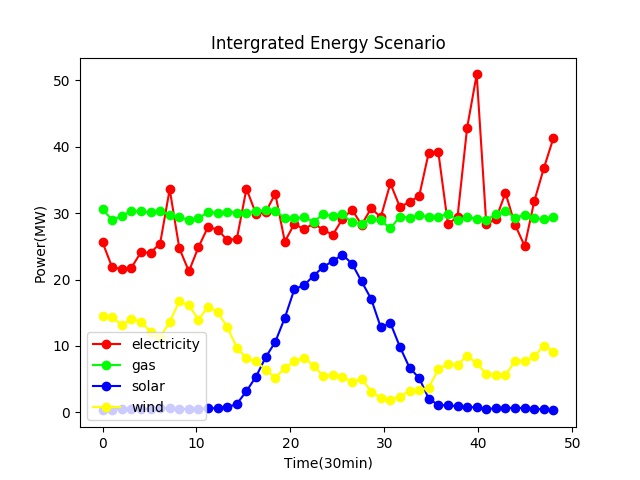 Intergrated Energy Scenario
Power(MW)
50
40
30
20
10
0
electricity
gas
solar
wind
0 10 20 30 40 50
Time(30min)